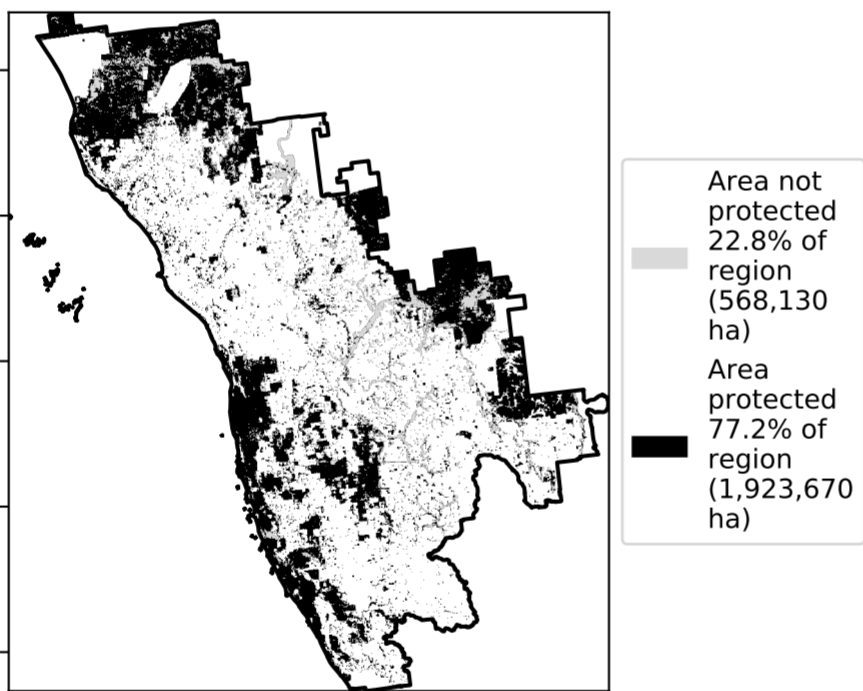 Area not
protected
22.8% of
region
(568,130
ha)
Area
protected
77.2% of
region
(1,923,670
ha)